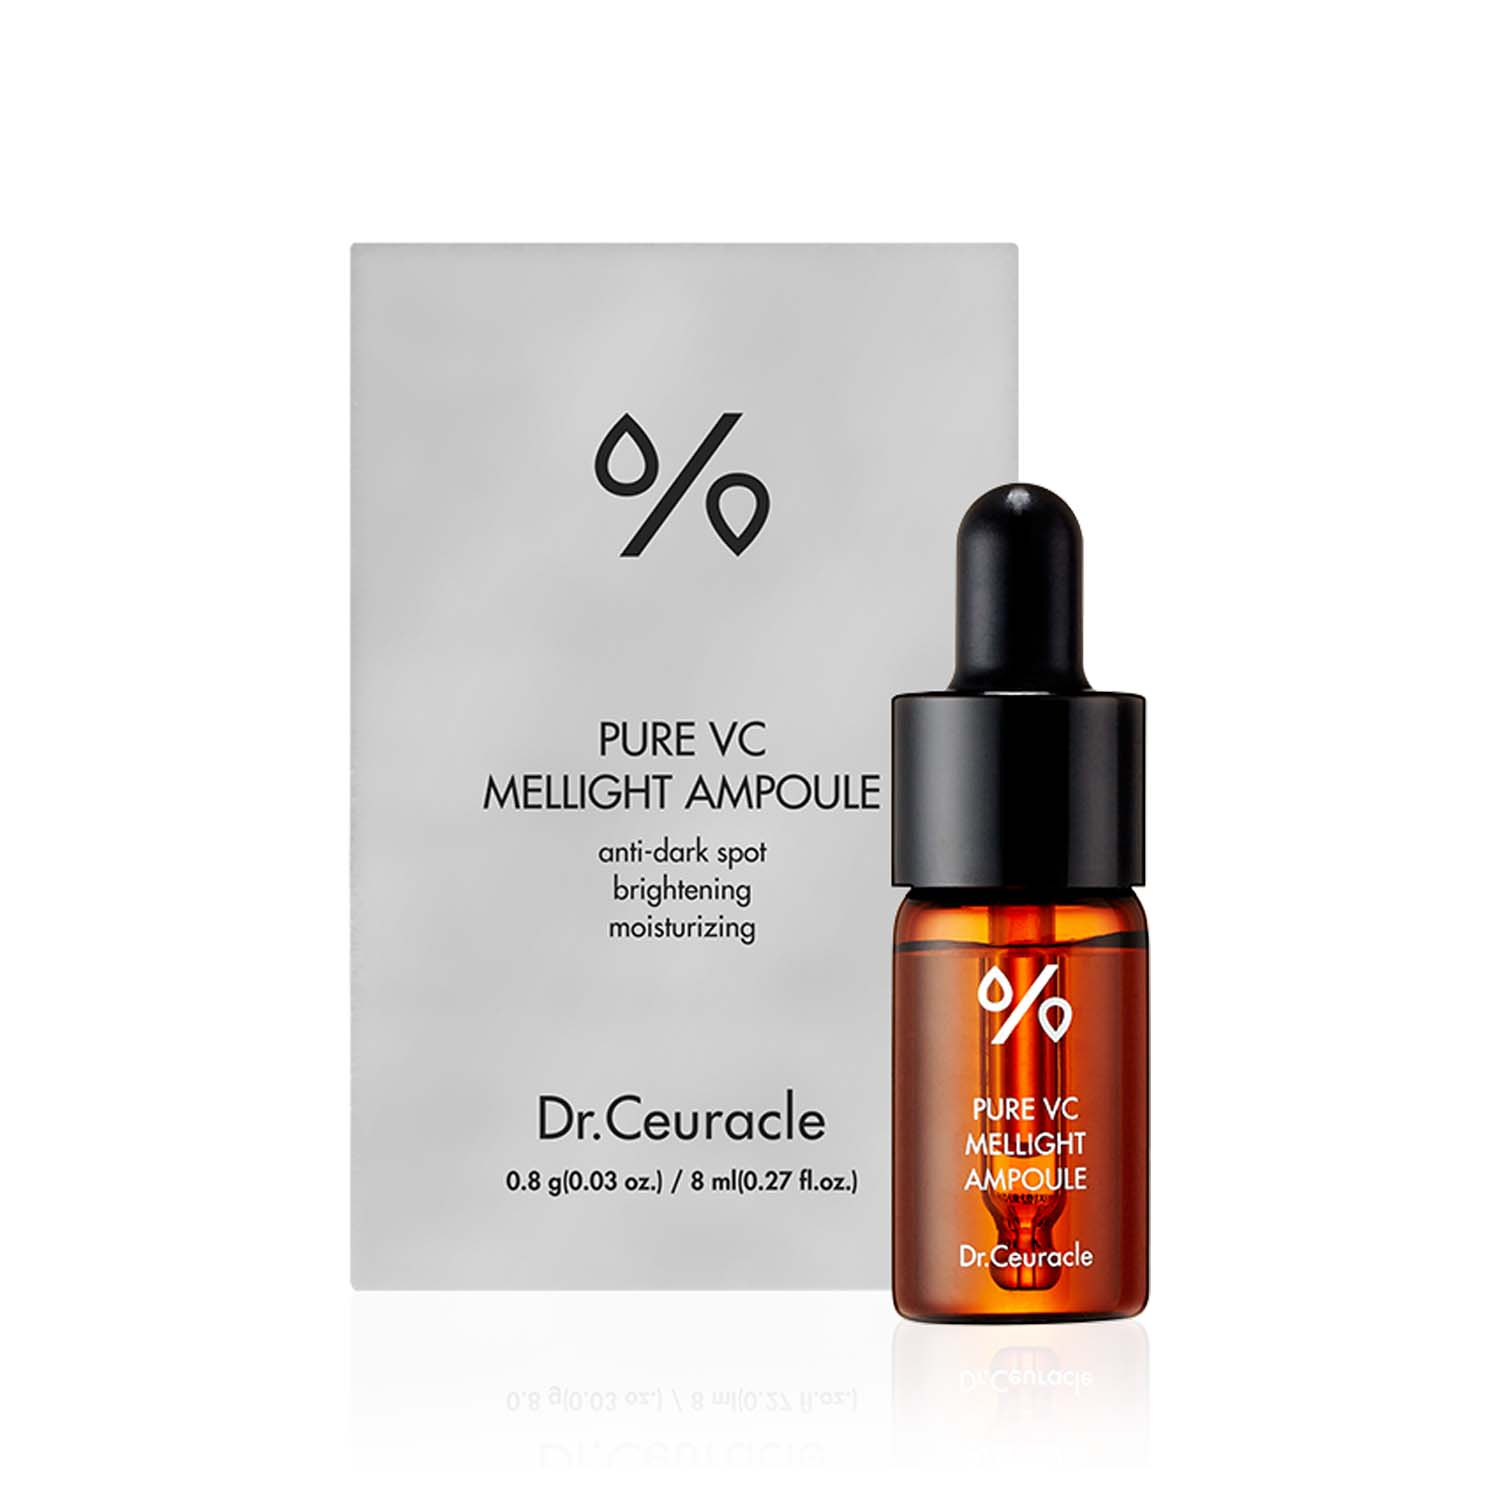 %
PURE VC
MELLIGHT AMPOULE
anti-dark spot
brightening
moisturizing
Dr.Ceuracle
0.8 g(0.03 oz.) / 8 ml(0.27 fl.oz.)
%
PURE VC
MELLIGHT
AMPOULE
Dr.Ceuracle